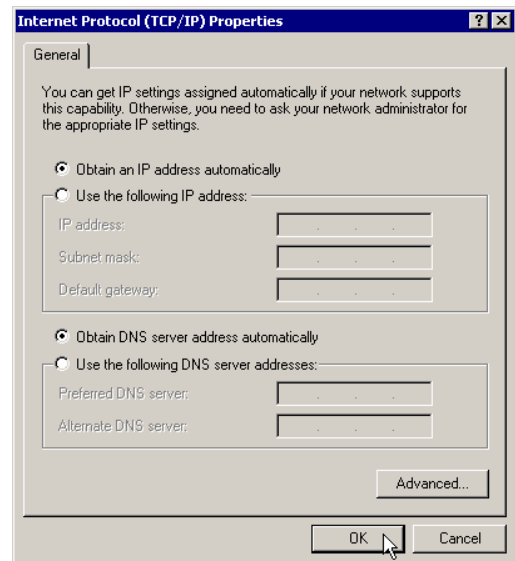 Internet Protocol (TCP/IP) Properties
General
You can get IP settings assigned automatically if your network supports
this capability. Otherwise, you need to ask your network administrator for
the appropriate IP settings.
Obtain an IP address automatically
Use the following IP address:
IP address:
Subnet mask:
Default gateway:
Obtain DNS server address automatically
Use the following DNS server addresses:
Preferred DNS server:
Alternate DNS server:
Advanced...
OK
Cancel